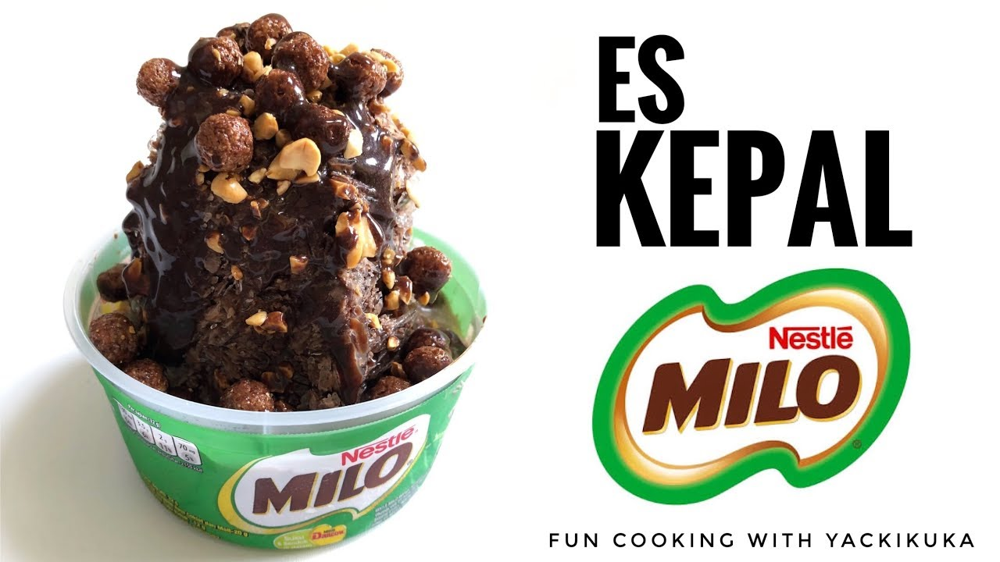 ES
KEPAL
Nestlé
MILO
®
Nestlé
MILO
®
FUN COOKING WITH YACKIKUKA